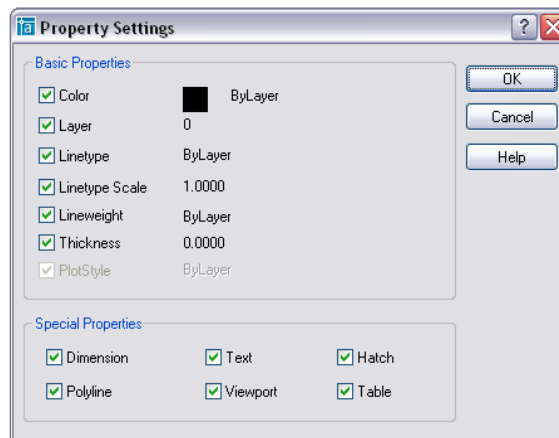 Property Settings
Basic Properties
Color ByLayer
Layer 0
Linetype ByLayer
Linetype Scale 1.0000
Lineweight ByLayer
Thickness 0.0000
PlotStyle ByLayer
Special Properties
Dimension Text Hatch
Polyline Viewport Table
OK
Cancel
Help